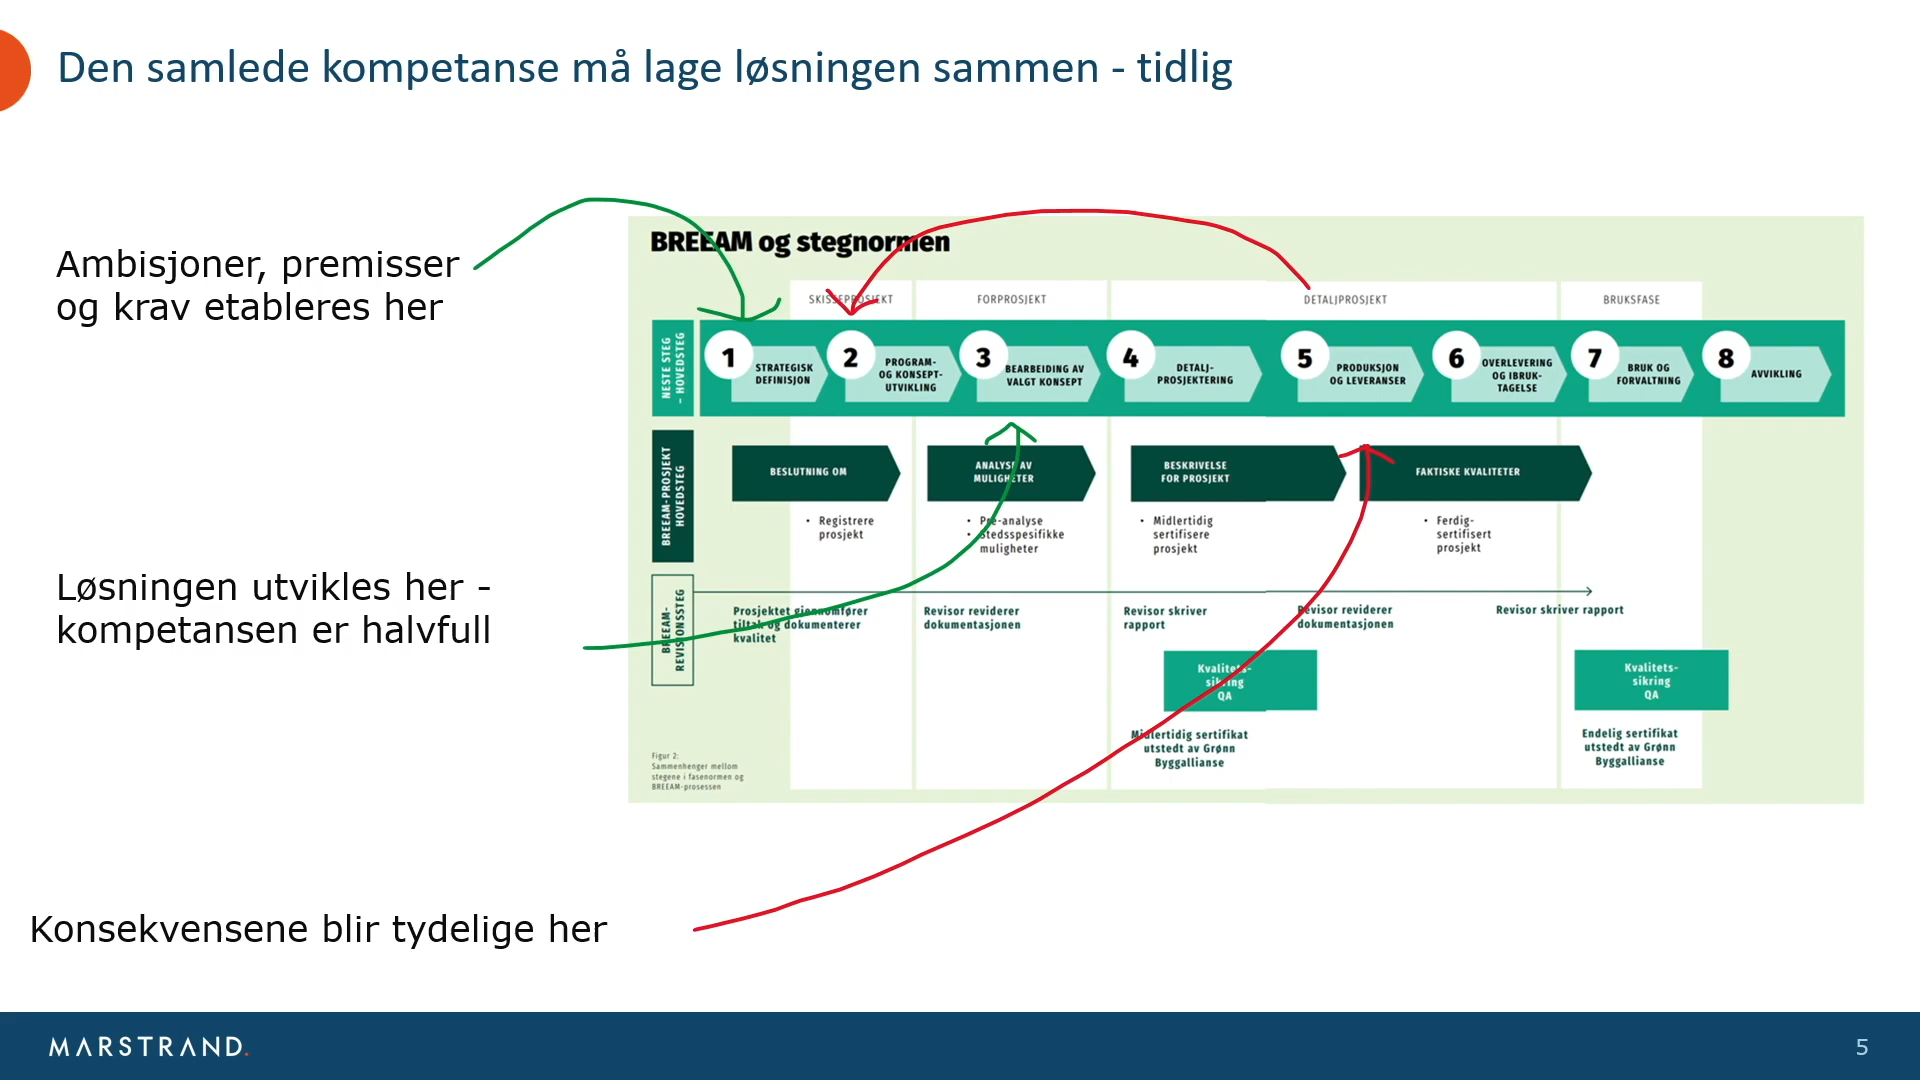 Den samlede kompetanse må lage løsningen sammen - tidlig
Ambisjoner, premisser
og krav etableres her
Løsningen utvikles her -
kompetansen er halvfull
Konsekvensene blir tydelige her
BREEAM og stegnormen
SKISSEPROSJEKT
FORPROSJEKT
DETALJPROSJEKT
BRUKSFASE
NESTE STEG
– HOVEDSTEG
1
STRATEGISK
DEFINISJON
2
PROGRAM-
OG KONSEPT-
UTVIKLING
3
BEARBEIDING AV
VALGT KONSEPT
4
DETALJ-
PROSJEKTERING
5
PRODUKSJON
OG LEVERANSER
6
OVERLEVERING
OG IBRUK-
TAGELSE
7
BRUK OG
FORVALTNING
8
AVVIKLING
BREEAM-PROSJEKT
HOVEDSTEG
BESLUTNING OM
ANALYSE AV
MULIGHETER
BESKRIVELSE
FOR PROSJEKT
FAKTISKE KVALITETER
• Registrere
prosjekt
• Pre-analyse
• Stedsspesifikke
muligheter
• Midlertidig
sertifisere
prosjekt
• Ferdig-
sertifisert
prosjekt
BREEAM-
REVISJONSSTEG
Prosjektet gjennomfører
tiltak og dokumenterer
kvalitet
Revisor reviderer
dokumentasjonen
Revisor skriver
rapport
Revisor reviderer
dokumentasjonen
Revisor skriver rapport
Kvalitets-
sikring
QA
Kvalitets-
sikring
QA
Midlertidig sertifikat
utstedt av Grønn
Byggallianse
Endelig sertifikat
utstedt av Grønn
Byggallianse
Figur 2:
Sammenhenger mellom
stegene i fasenormen og
BREEAM-prosessen
MARSTRAND.
5